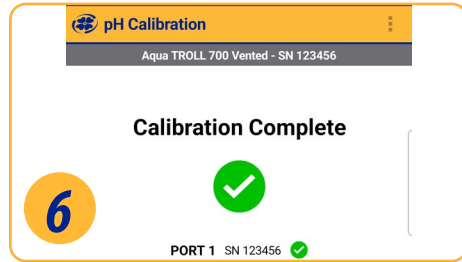 pH Calibration
Aqua TROLL 700 Vented - SN 123456
Calibration Complete
6
PORT 1 SN 123456